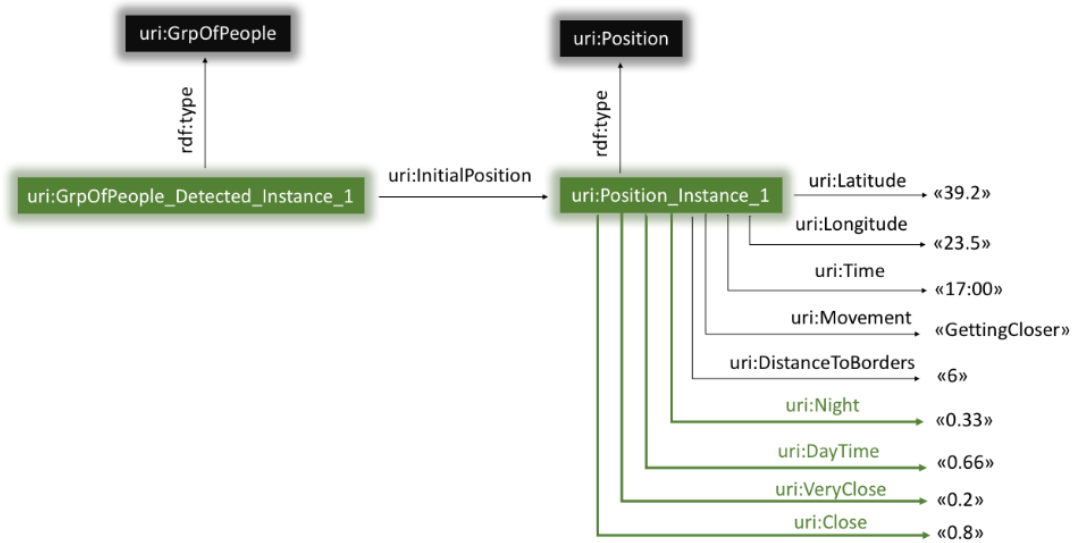 uri:GrpOfPeople
uri:Position
rdf:type
rdf:type
uri:GrpOfPeople_Detected_Instance_1
uri:InitialPosition
uri:Position_Instance_1
uri:Latitude
«39.2»
uri:Longitude
«23.5»
uri:Time
«17:00»
uri:Movement
«GettingCloser»
uri:DistanceToBorders
«6»
uri:Night
«0.33»
uri:DayTime
«0.66»
uri:VeryClose
«0.2»
uri:Close
«0.8»